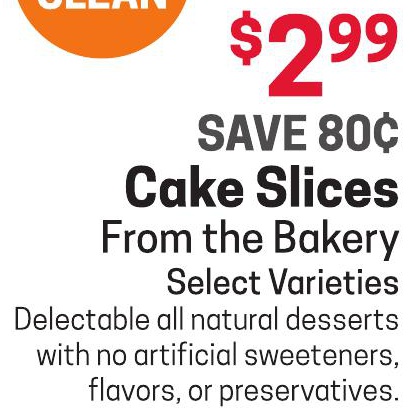 CLEAN
$2.99
SAVE 80¢
Cake Slices
From the Bakery
Select Varieties
Delectable all natural desserts
with no artificial sweeteners,
flavors, or preservatives.